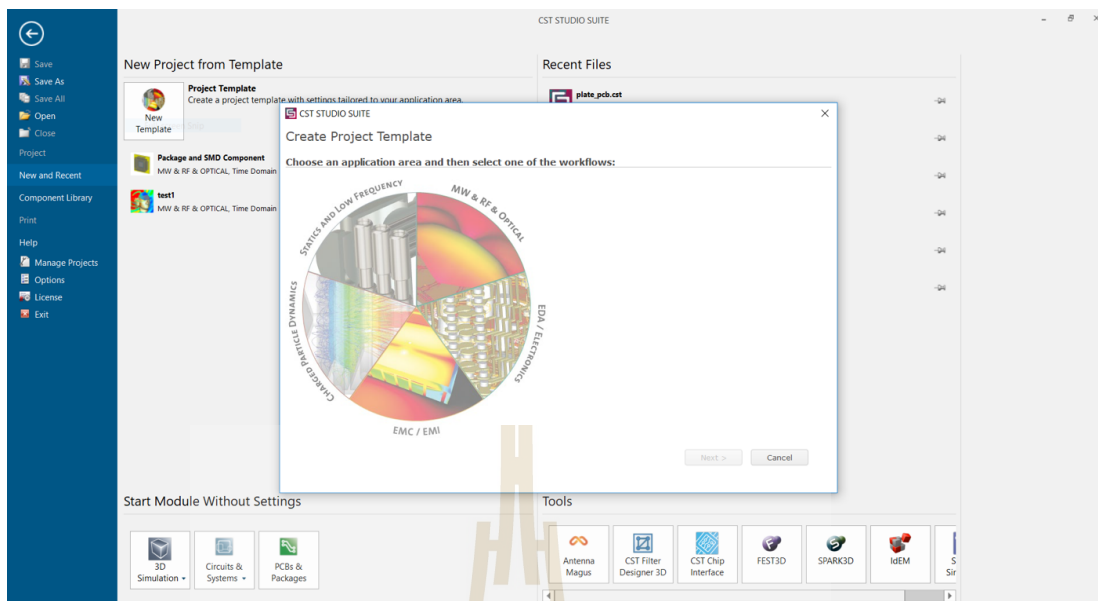 CST STUDIO SUITE
Save
Save As
Save All
Open
Close
Project
New and Recent
Component Library
Print
Help
Manage Projects
Options
License
Exit
New Project from Template
New
Template
Project Template
Create a project template with settings tailored to your application area.
Package and SMD Component
MW & RF & OPTICAL, Time Domain
test1
MW & RF & OPTICAL, Time Domain
Recent Files
plate_pcb.cst
CST STUDIO SUITE
Create Project Template
Choose an application area and then select one of the workflows:
STATICS AND LOW FREQUENCY
MW & RF & OPTICAL
EDA / ELECTRONICS
EMC / EMI
CHARGED PARTICLE DYNAMICS
Next >
Cancel
Start Module Without Settings
3D
Simulation
Circuits &
Systems
PCBs &
Packages
Tools
Antenna
Magus
CST Filter
Designer 3D
CST Chip
Interface
FEST3D
SPARK3D
IdEM
S
Sir